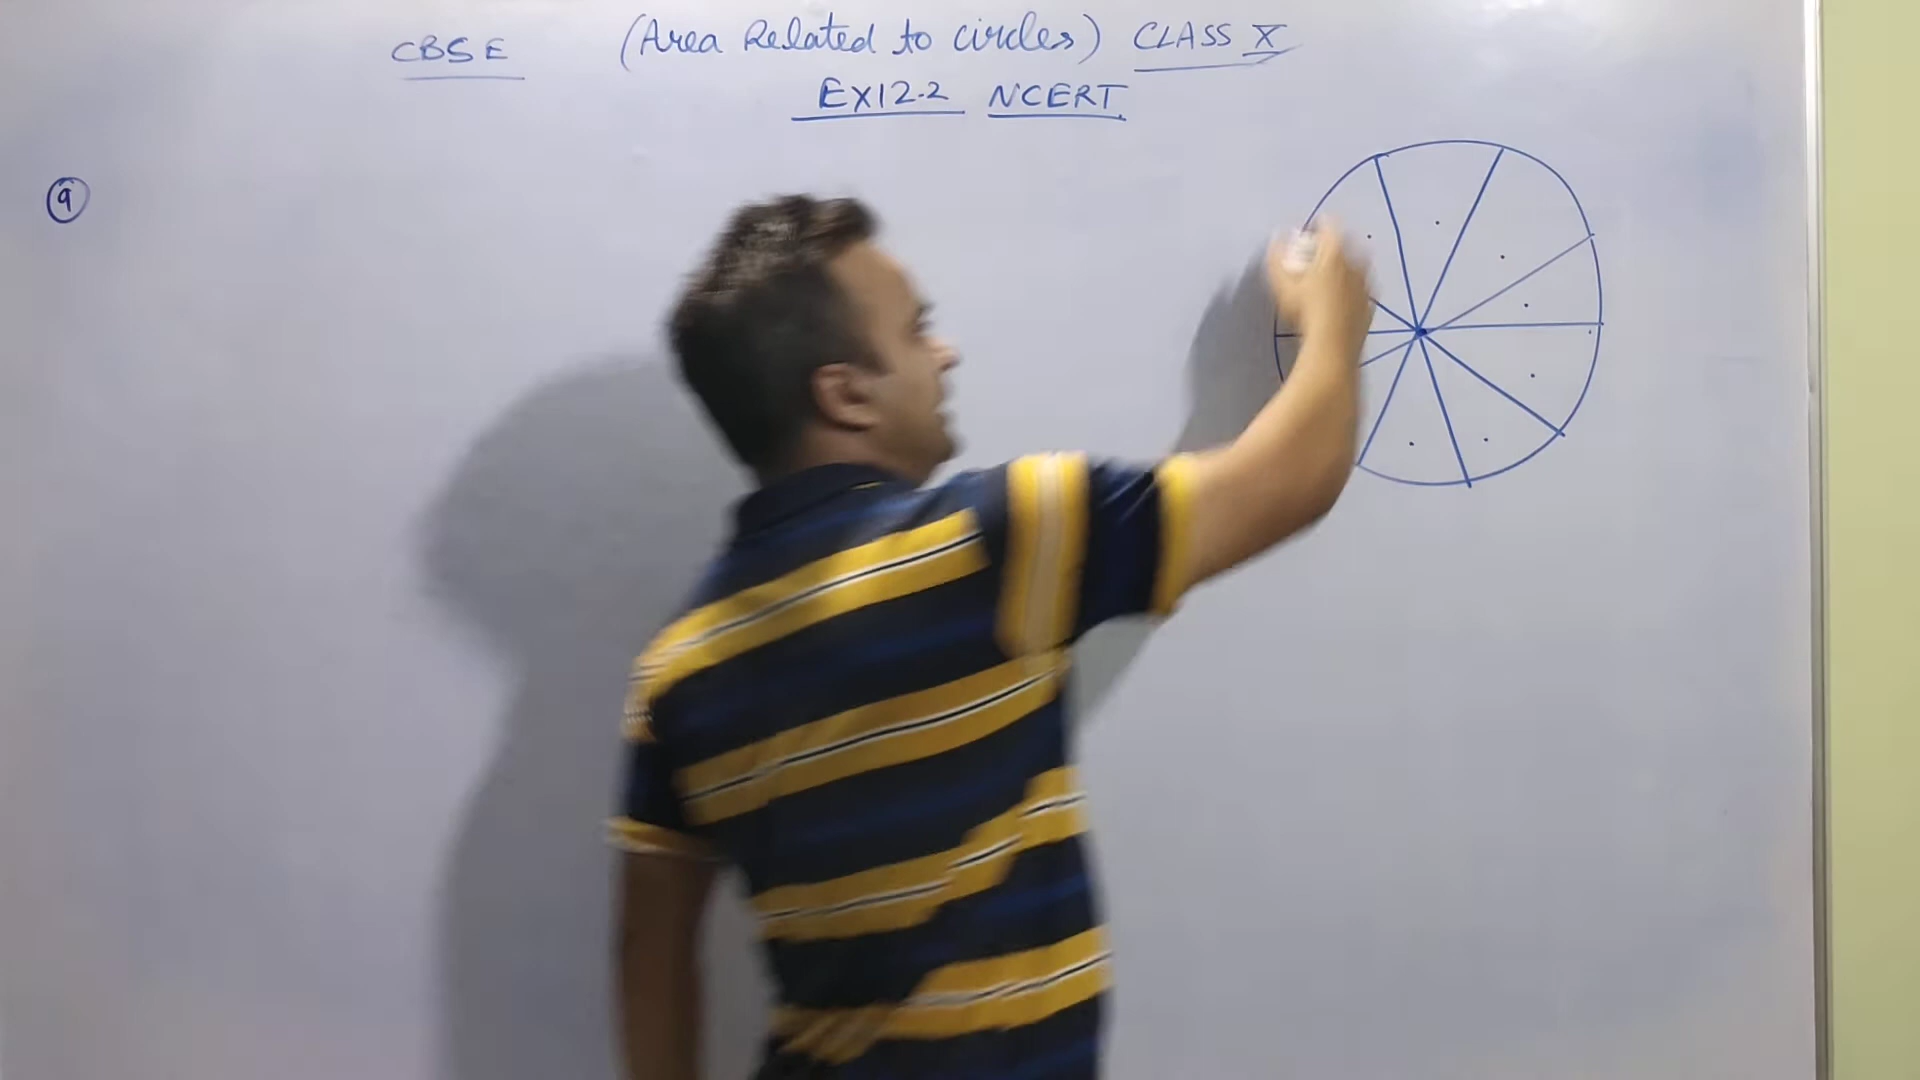 CBSE (Area Related to circles) CLASS X
EX12.2 NCERT
9